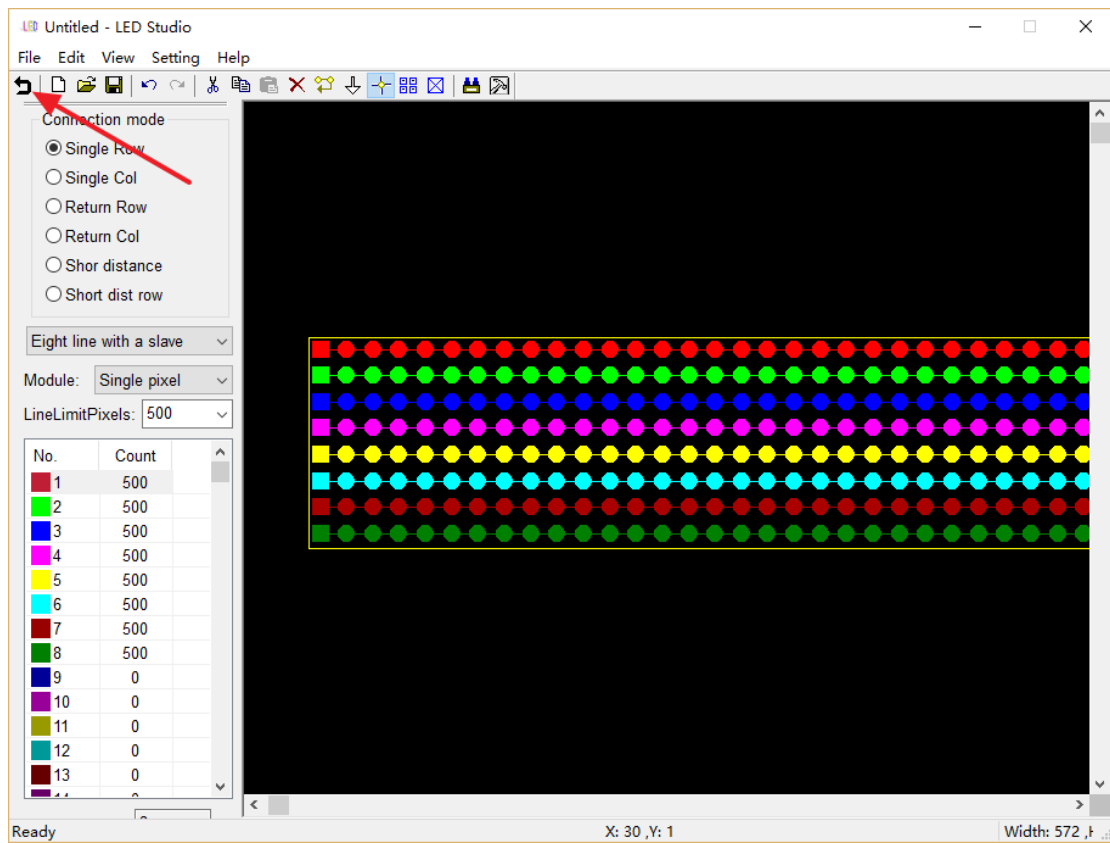 LED Untitled - LED Studio
File Edit View Setting Help
Connection mode
Single Row
Single Col
Return Row
Return Col
Shor distance
Short dist row
Eight line with a slave
Module: Single pixel
LineLimitPixels: 500
No. Count
1 500
2 500
3 500
4 500
5 500
6 500
7 500
8 500
9 0
10 0
11 0
12 0
13 0
Ready X: 30 ,Y: 1 Width: 572 ,